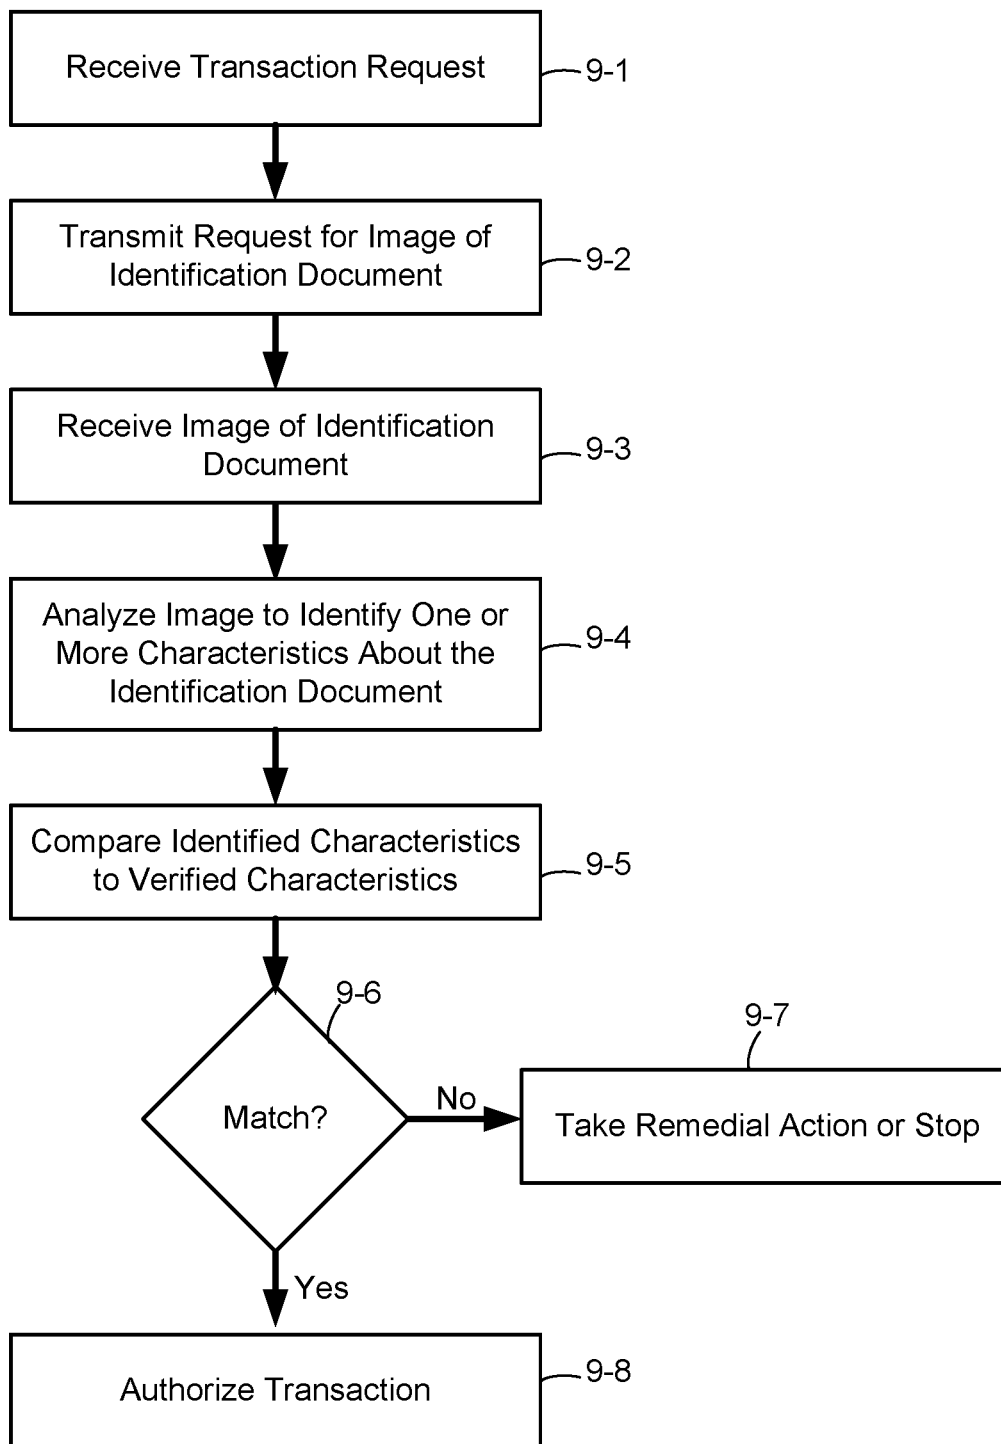 Receive Transaction Request
9-1
Transmit Request for Image of
Identification Document
9-2
Receive Image of Identification
Document
9-3
Analyze Image to Identify One or
More Characteristics About the
Identification Document
9-4
Compare Identified Characteristics
to Verified Characteristics
9-5
9-6
Match?
No
9-7
Take Remedial Action or Stop
Yes
Authorize Transaction
9-8